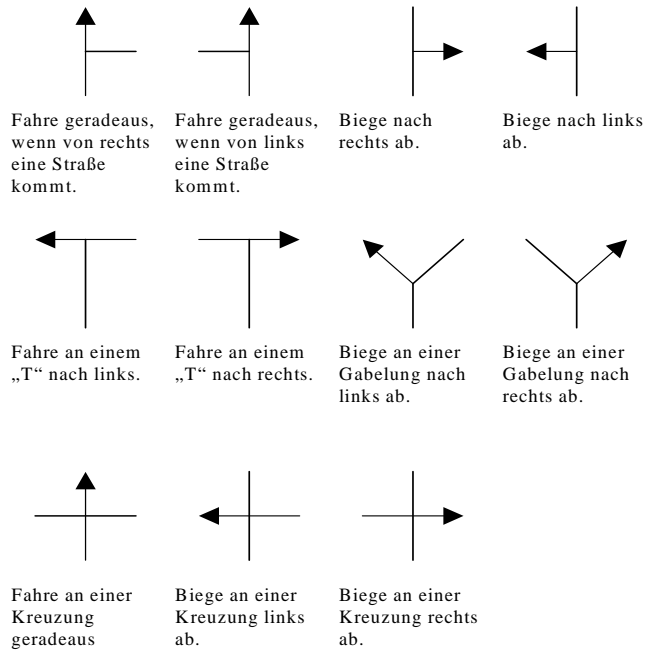 Fahre geradeaus,
wenn von rechts
eine Straße
kommt.
Fahre geradeaus,
wenn von links
eine Straße
kommt.
Biege nach
rechts ab.
Biege nach links
ab.
Fahre an einem
„T“ nach links.
Fahre an einem
„T“ nach rechts.
Biege an einer
Gabelung nach
links ab.
Biege an einer
Gabelung nach
rechts ab.
Fahre an einer
Kreuzung
geradeaus
Biege an einer
Kreuzung links
ab.
Biege an einer
Kreuzung rechts
ab.